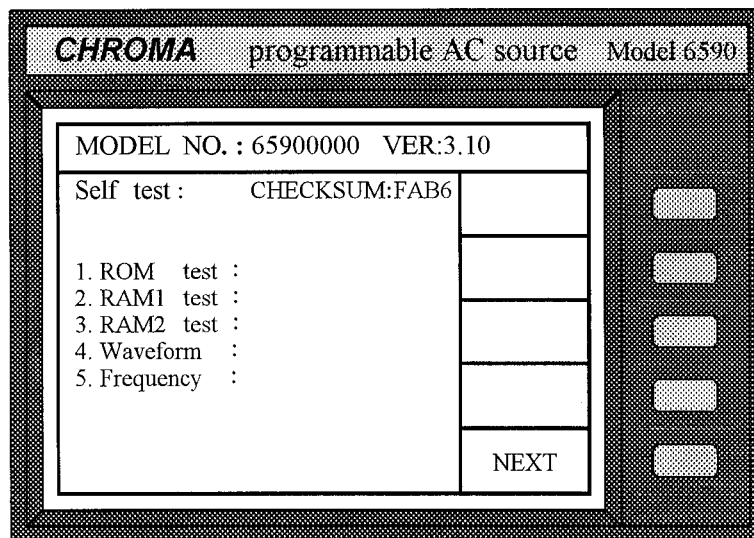 CHROMA programmable AC source Model 6590
MODEL NO. : 65900000 VER:3.10
Self test : CHECKSUM:FAB6
1. ROM test :
2. RAM1 test :
3. RAM2 test :
4. Waveform :
5. Frequency :
NEXT